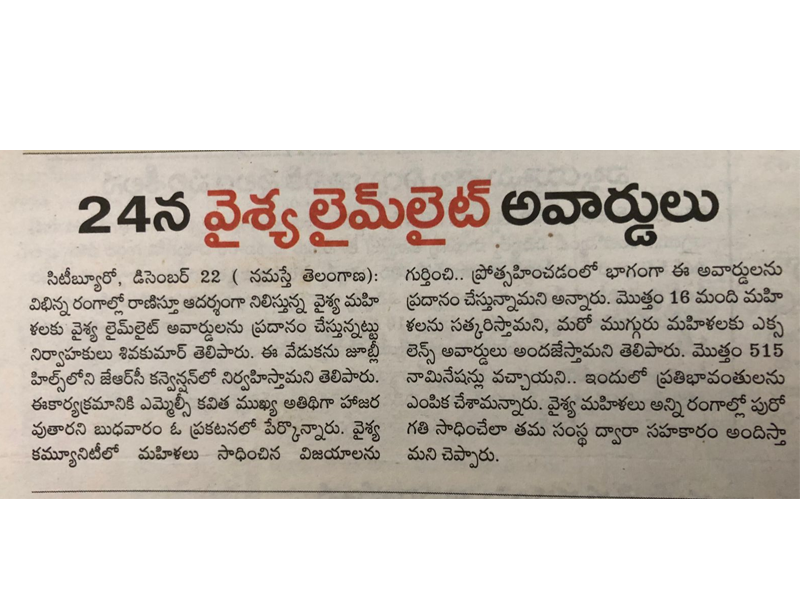 24న వైశ్య లైమ్‌లైట్ అవార్డులు
సిటీబ్యూరో, డిసెంబర్ 22 ( నమస్తే తెలంగాణ):
విభిన్న రంగాల్లో రాణిస్తూ ఆదర్శంగా నిలిస్తున్న వైశ్య మహి
ళలకు వైశ్య లైమ్‌లైట్ అవార్డులను ప్రదానం చేస్తున్నట్టు
నిర్వాహకులు శివకుమార్ తెలిపారు. ఈ వేడుకను జూబ్లీ
హిల్స్‌లోని జేఆర్‌సీ కన్వెన్షన్‌లో నిర్వహిస్తామని తెలిపారు.
ఈకార్యక్రమానికి ఎమ్మెల్సీ కవిత ముఖ్య అతిథిగా హాజర
వుతారని బుధవారం ఓ ప్రకటనలో పేర్కొన్నారు. వైశ్య
కమ్యూనిటీలో మహిళలు సాధించిన విజయాలను
గుర్తించి.. ప్రోత్సహించడంలో భాగంగా ఈ అవార్డులను
ప్రదానం చేస్తున్నామని అన్నారు. మొత్తం 16 మంది మహి
ళలను సత్కరిస్తామని, మరో ముగ్గురు మహిళలకు ఎక్స
లెన్స్ అవార్డులు అందజేస్తామని తెలిపారు. మొత్తం 515
నామినేషన్లు వచ్చాయని.. ఇందులో ప్రతిభావంతులను
ఎంపిక చేశామన్నారు. వైశ్య మహిళలు అన్ని రంగాల్లో పురో
గతి సాధించేలా తమ సంస్థ ద్వారా సహకారం అందిస్తా
మని చెప్పారు.